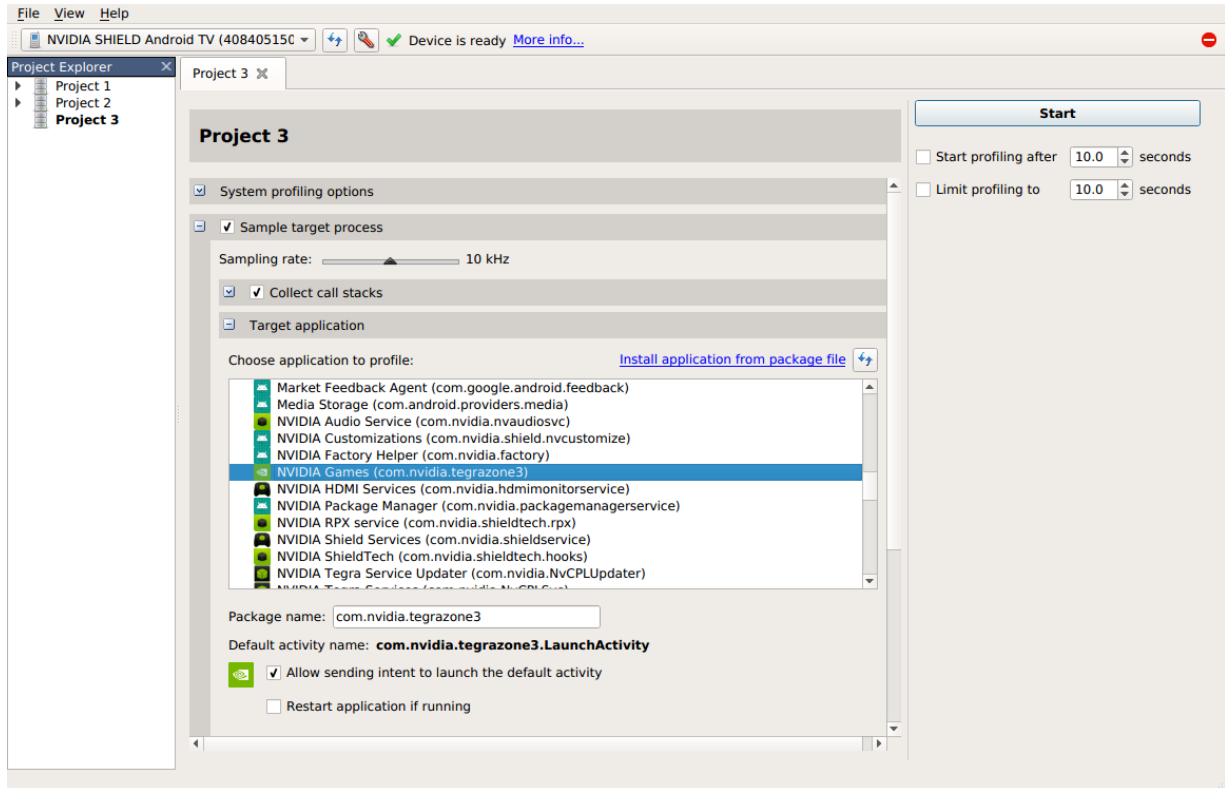 File View Help
NVIDIA SHIELD Android TV (408405150 Device is ready More info...
Project Explorer
Project 1
Project 2
Project 3
Project 3
Project 3
System profiling options
Sample target process
Sampling rate: 10 kHz
Collect call stacks
Target application
Choose application to profile: Install application from package file
Market Feedback Agent (com.google.android.feedback)
Media Storage (com.android.providers.media)
NVIDIA Audio Service (com.nvidia.nvaudiosvc)
NVIDIA Customizations (com.nvidia.shield.nvcustomize)
NVIDIA Factory Helper (com.nvidia.factory)
NVIDIA Games (com.nvidia.tegrazone3)
NVIDIA HDMI Services (com.nvidia.hdmimonitorservice)
NVIDIA Package Manager (com.nvidia.packagemanagerservice)
NVIDIA RPX service (com.nvidia.shieldtech.rpx)
NVIDIA Shield Services (com.nvidia.shieldservice)
NVIDIA ShieldTech (com.nvidia.shieldtech.hooks)
NVIDIA Tegra Service Updater (com.nvidia.NvCPLUpdater)
Package name: com.nvidia.tegrazone3
Default activity name: com.nvidia.tegrazone3.LaunchActivity
Allow sending intent to launch the default activity
Restart application if running
Start
Start profiling after 10.0 seconds
Limit profiling to 10.0 seconds